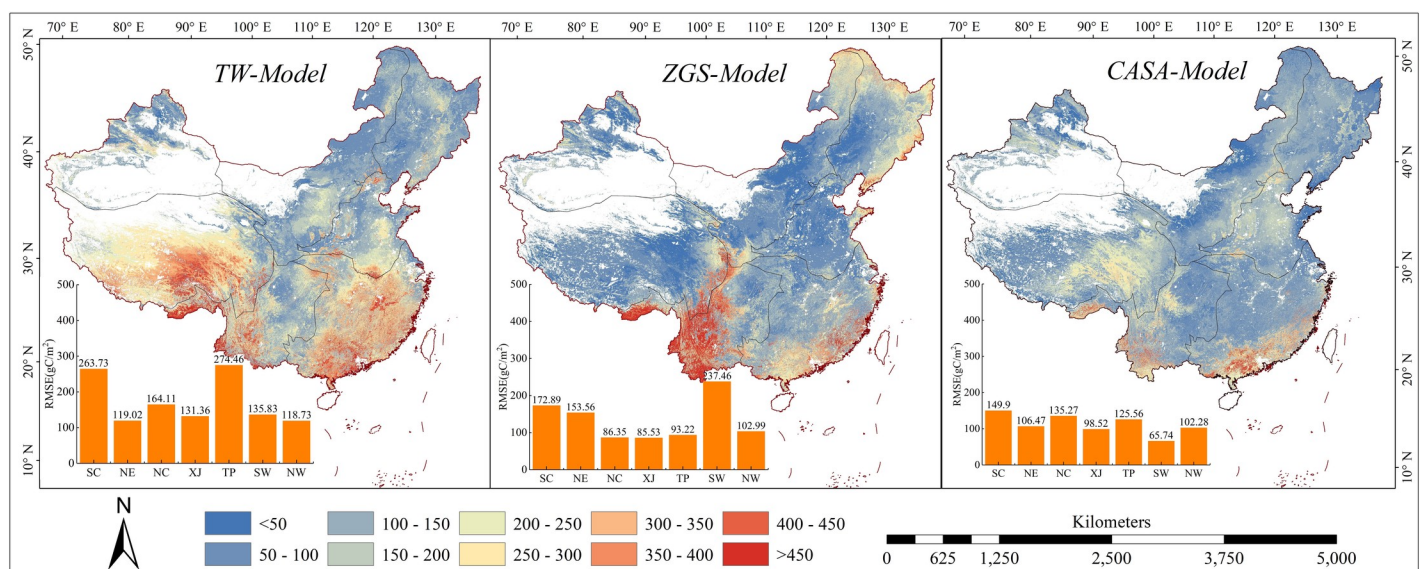 70° E 80° E 90° E 100° E 110° E 120° E 130° E
70° E 80° E 90° E 100° E 110° E 120° E 130° E
70° E 80° E 90° E 100° E 110° E 120° E 130° E
50° N
40° N
30° N
20° N
10° N
TW-Model
ZGS-Model
CASA-Model
50° N
40° N
30° N
20° N
10° N
RMSE(gC/m²)
500
400
300
200
100
0
263.73
119.02
164.11
131.36
274.46
135.83
118.73
SC NE NC XJ TP SW NW
RMSE(gC/m²)
500
400
300
200
100
0
172.89
153.56
86.35
85.53
93.22
237.46
102.99
SC NE NC XJ TP SW NW
RMSE(gC/m²)
500
400
300
200
100
0
149.9
106.47
135.27
98.52
125.56
65.74
102.28
SC NE NC XJ TP SW NW
N
<50 100 - 150 200 - 250 300 - 350 400 - 450
50 - 100 150 - 200 250 - 300 350 - 400 >450
Kilometers
0 625 1,250 2,500 3,750 5,000